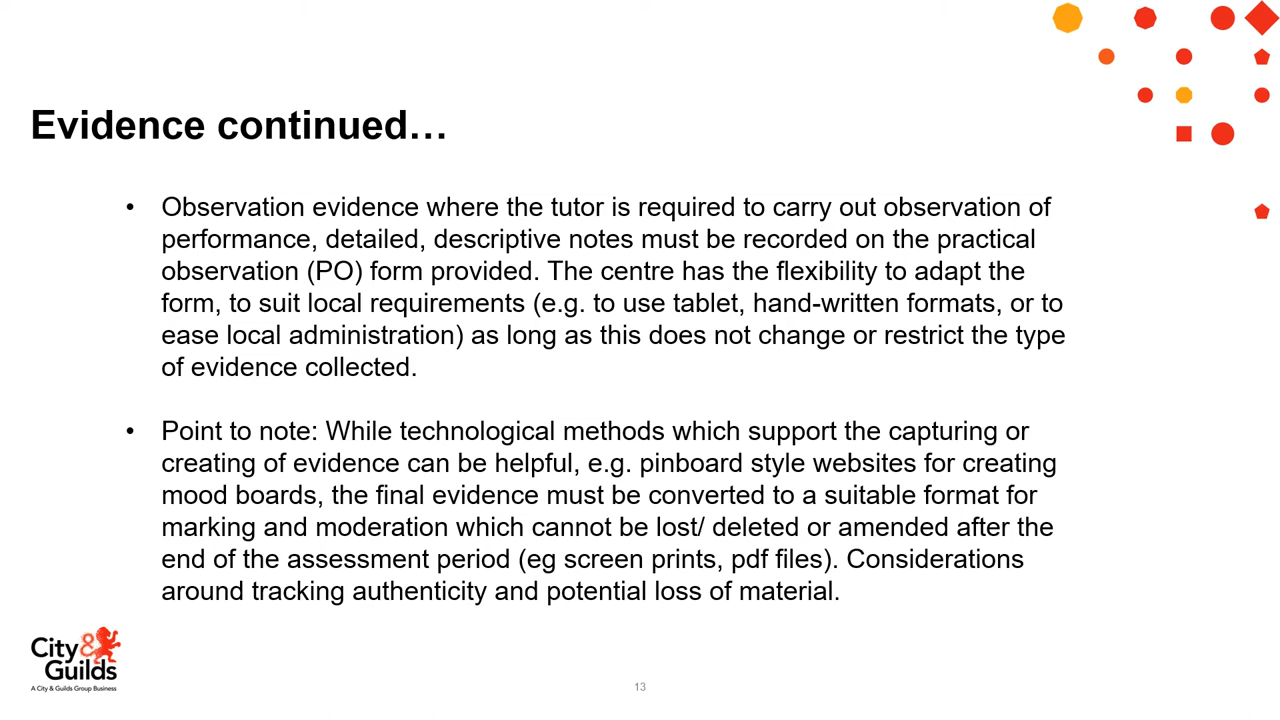 Evidence continued…
• Observation evidence where the tutor is required to carry out observation of
performance, detailed, descriptive notes must be recorded on the practical
observation (PO) form provided. The centre has the flexibility to adapt the
form, to suit local requirements (e.g. to use tablet, hand-written formats, or to
ease local administration) as long as this does not change or restrict the type
of evidence collected.
• Point to note: While technological methods which support the capturing or
creating of evidence can be helpful, e.g. pinboard style websites for creating
mood boards, the final evidence must be converted to a suitable format for
marking and moderation which cannot be lost/ deleted or amended after the
end of the assessment period (eg screen prints, pdf files). Considerations
around tracking authenticity and potential loss of material.
City&
Guilds
A City & Guilds Group Business
13